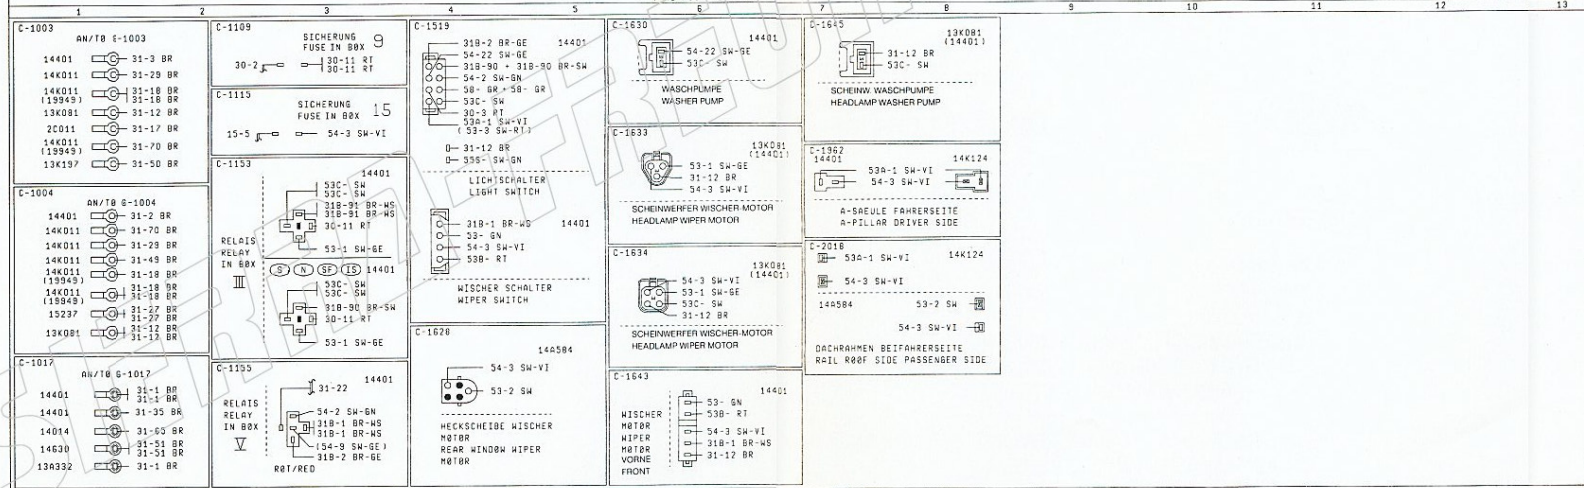 1 2 3 4 5 6 7 8 9 10 11 12 13
C-1003
AN/TO G-1003
14401 31-3 BR
14K011 31-29 BR
14K011 31-18 BR
(19949) 31-18 BR
13K081 31-12 BR
2C011 31-17 BR
14K011 31-70 BR
(19949)
13K197 31-50 BR
C-1004
AN/TO G-1004
14401 31-2 BR
14K011 31-70 BR
14K011 31-29 BR
14K011 31-49 BR
14K011 31-18 BR
(19949)
14K011 31-18 BR
(19949) 31-18 BR
15237 31-27 BR
31-27 BR
13K081 31-12 BR
31-12 BR
C-1017
AN/TO G-1017
14401 31-1 BR
31-1 BR
14401 31-35 BR
14014 31-65 BR
14630 31-51 BR
31-51 BR
13A332 31-1 BR
C-1109
SICHERUNG 9
FUSE IN BOX
30-2 30-11 RT
30-11 RT
C-1115
SICHERUNG 15
FUSE IN BOX
15-5 54-3 SW-VI
C-1153
14401
53C- SW
53C- SW
31B-91 BR-WS
31B-91 BR-WS
30-11 RT
53-1 SW-GE
RELAIS
RELAY
IN BOX
III
S N SF IS 14401
53C- SW
53C- SW
31B-90 BR-SW
30-11 RT
53-1 SW-GE
C-1155
14401
31-22
RELAIS
RELAY
IN BOX
V
54-2 SW-GN
31B-1 BR-WS
31B-1 BR-WS
(54-9 SW-GE)
31B-2 BR-GE
ROT/RED
C-1519
14401
31B-2 BR-GE
54-22 SW-GE
31B-90 + 31B-90 BR-SW
54-2 SW-GN
58- GR + 58- GR
53C- SW
30-3 RT
53A-1 SW-VI
(53-3 SW-RT)
31-12 BR
55S- SW-GN
LICHTSCHALTER
LIGHT SWITCH
31B-1 BR-WS 14401
53- GN
54-3 SW-VI
53B- RT
WISCHER SCHALTER
WIPER SWITCH
C-1628
14A584
54-3 SW-VI
53-2 SW
HECKSCHEIBE WISCHER
MOTOR
REAR WINDOW WIPER
MOTOR
C-1630
14401
54-22 SW-GE
53C- SW
WASCHPUMPE
WASHER PUMP
C-1633
13K081
(14401)
53-1 SW-GE
31-12 BR
54-3 SW-VI
SCHEINWERFER WISCHER-MOTOR
HEADLAMP WIPER MOTOR
C-1634
13K081
(14401)
54-3 SW-VI
53-1 SW-GE
53C- SW
31-12 BR
SCHEINWERFER WISCHER-MOTOR
HEADLAMP WIPER MOTOR
C-1643
14401
53- GN
53B- RT
54-3 SW-VI
31B-1 BR-WS
31-12 BR
WISCHER
MOTOR
WIPER
MOTOR
VORNE
FRONT
C-1645
13K081
(14401)
31-12 BR
53C- SW
SCHEINW. WASCHPUMPE
HEADLAMP WASHER PUMP
C-1962
14401 14K124
53A-1 SW-VI
54-3 SW-VI
A-SAEULE FAHRERSEITE
A-PILLAR DRIVER SIDE
C-2018
53A-1 SW-VI 14K124
54-3 SW-VI
14A584 53-2 SW
54-3 SW-VI
DACHRAHMEN BEIFAHRERSEITE
RAIL ROOF SIDE PASSENGER SIDE